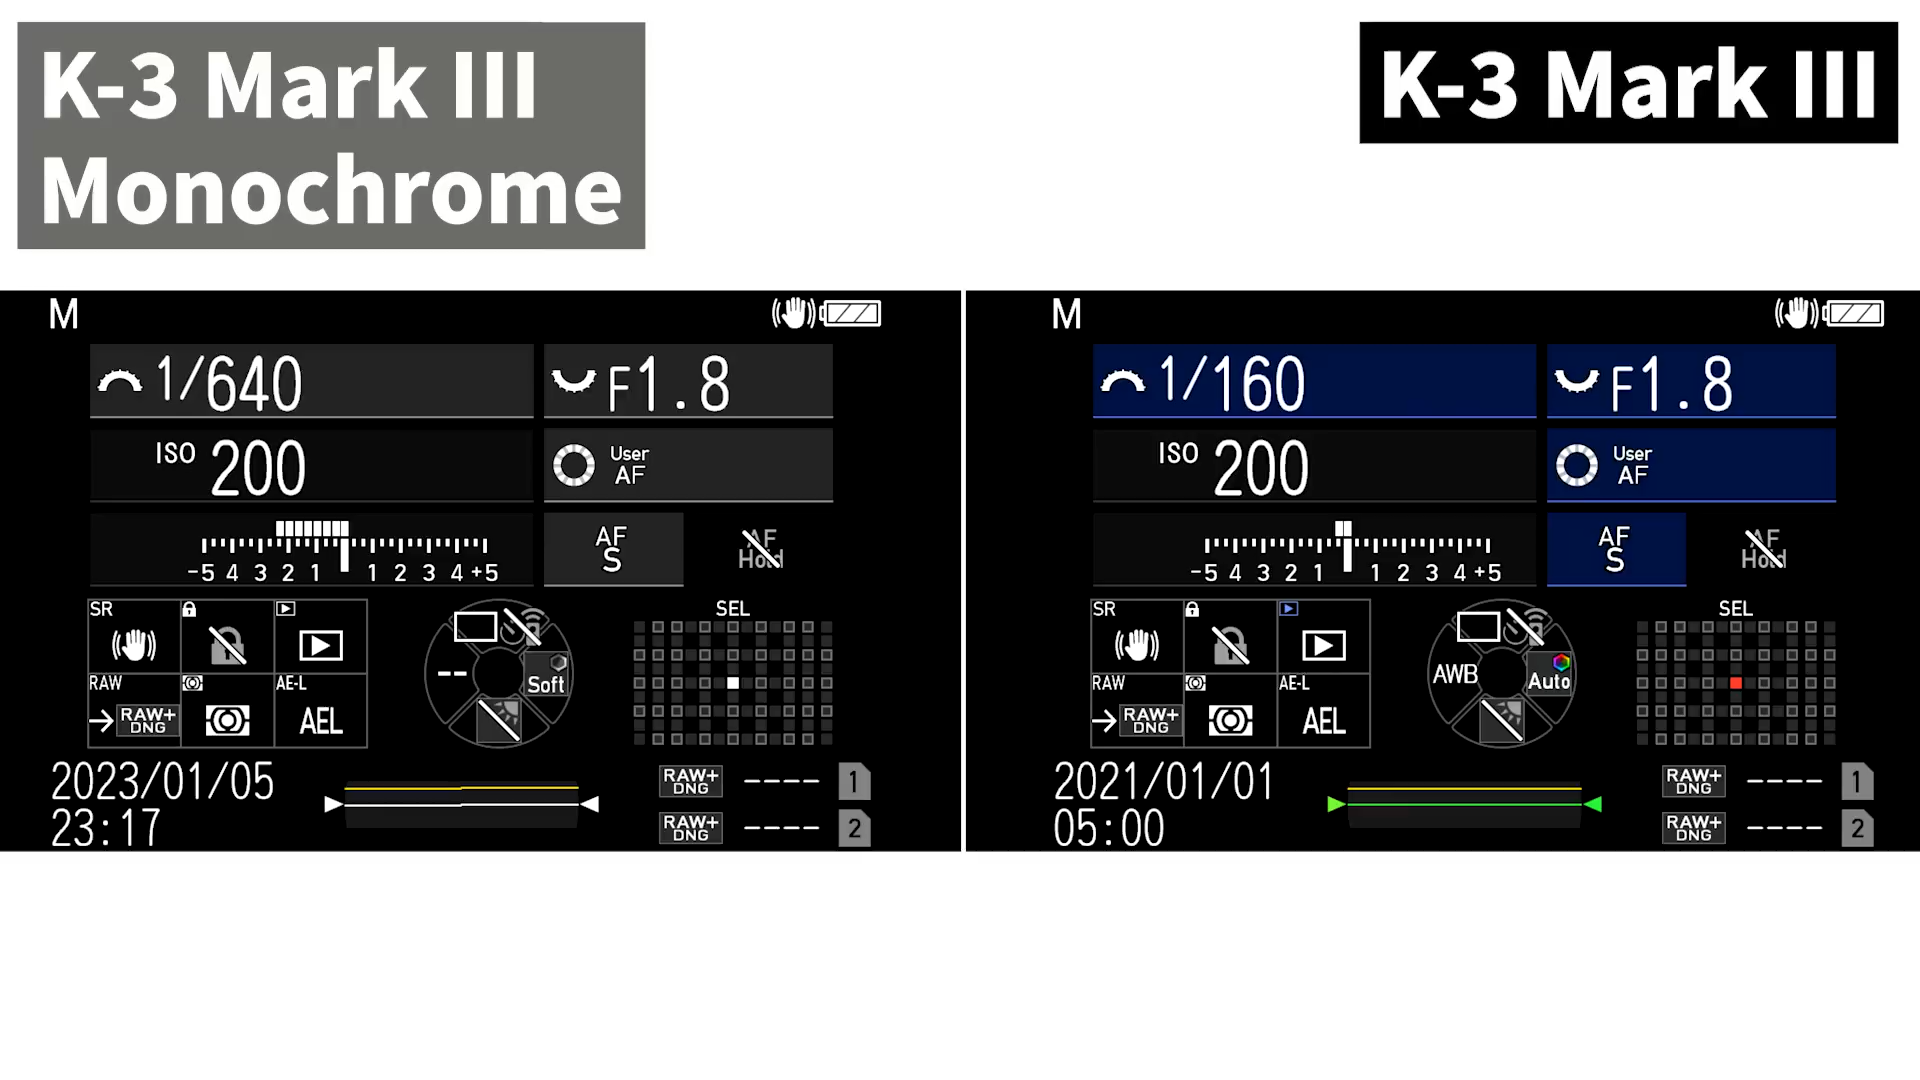 K-3 Mark III
Monochrome
K-3 Mark III
M
1/640
F1.8
ISO 200
User
AF
-5 4 3 2 1 1 2 3 4 +5
AF
S
AF
Hold
SR
RAW
RAW+
DNG
AE-L
AEL
--
Soft
SEL
2023/01/05
23:17
RAW+
DNG
---- 1
RAW+
DNG
---- 2
M
1/160
F1.8
ISO 200
User
AF
-5 4 3 2 1 1 2 3 4 +5
AF
S
AF
Hold
SR
RAW
RAW+
DNG
AE-L
AEL
AWB
Auto
SEL
2021/01/01
05:00
RAW+
DNG
---- 1
RAW+
DNG
---- 2